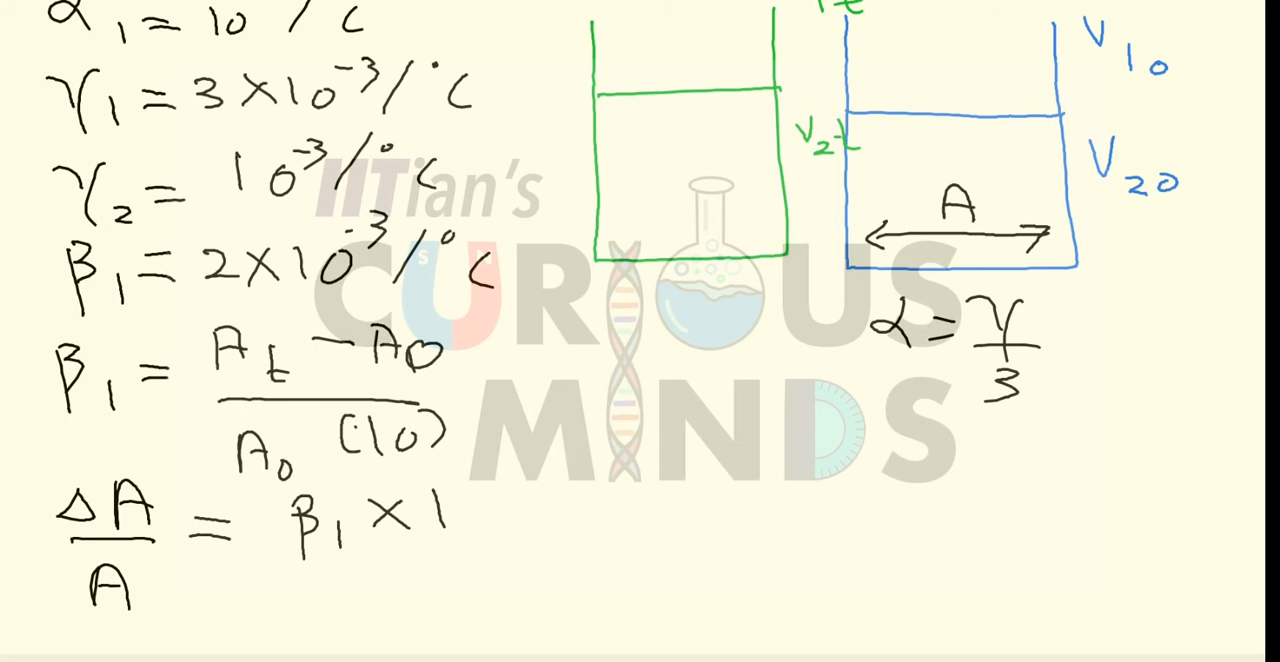 α₁ = 10 / C
γ₁ = 3 × 10⁻³ / °C
γ₂ = 10⁻³ / °C
β₁ = 2 × 10⁻³ / °C
β₁ = (A_t − A₀) / (A₀ (10))
ΔA / A = β₁ × 1
V₂t
V₁₀
V₂₀
A
α = γ / 3
IITian's
CURIOUS
MINDS